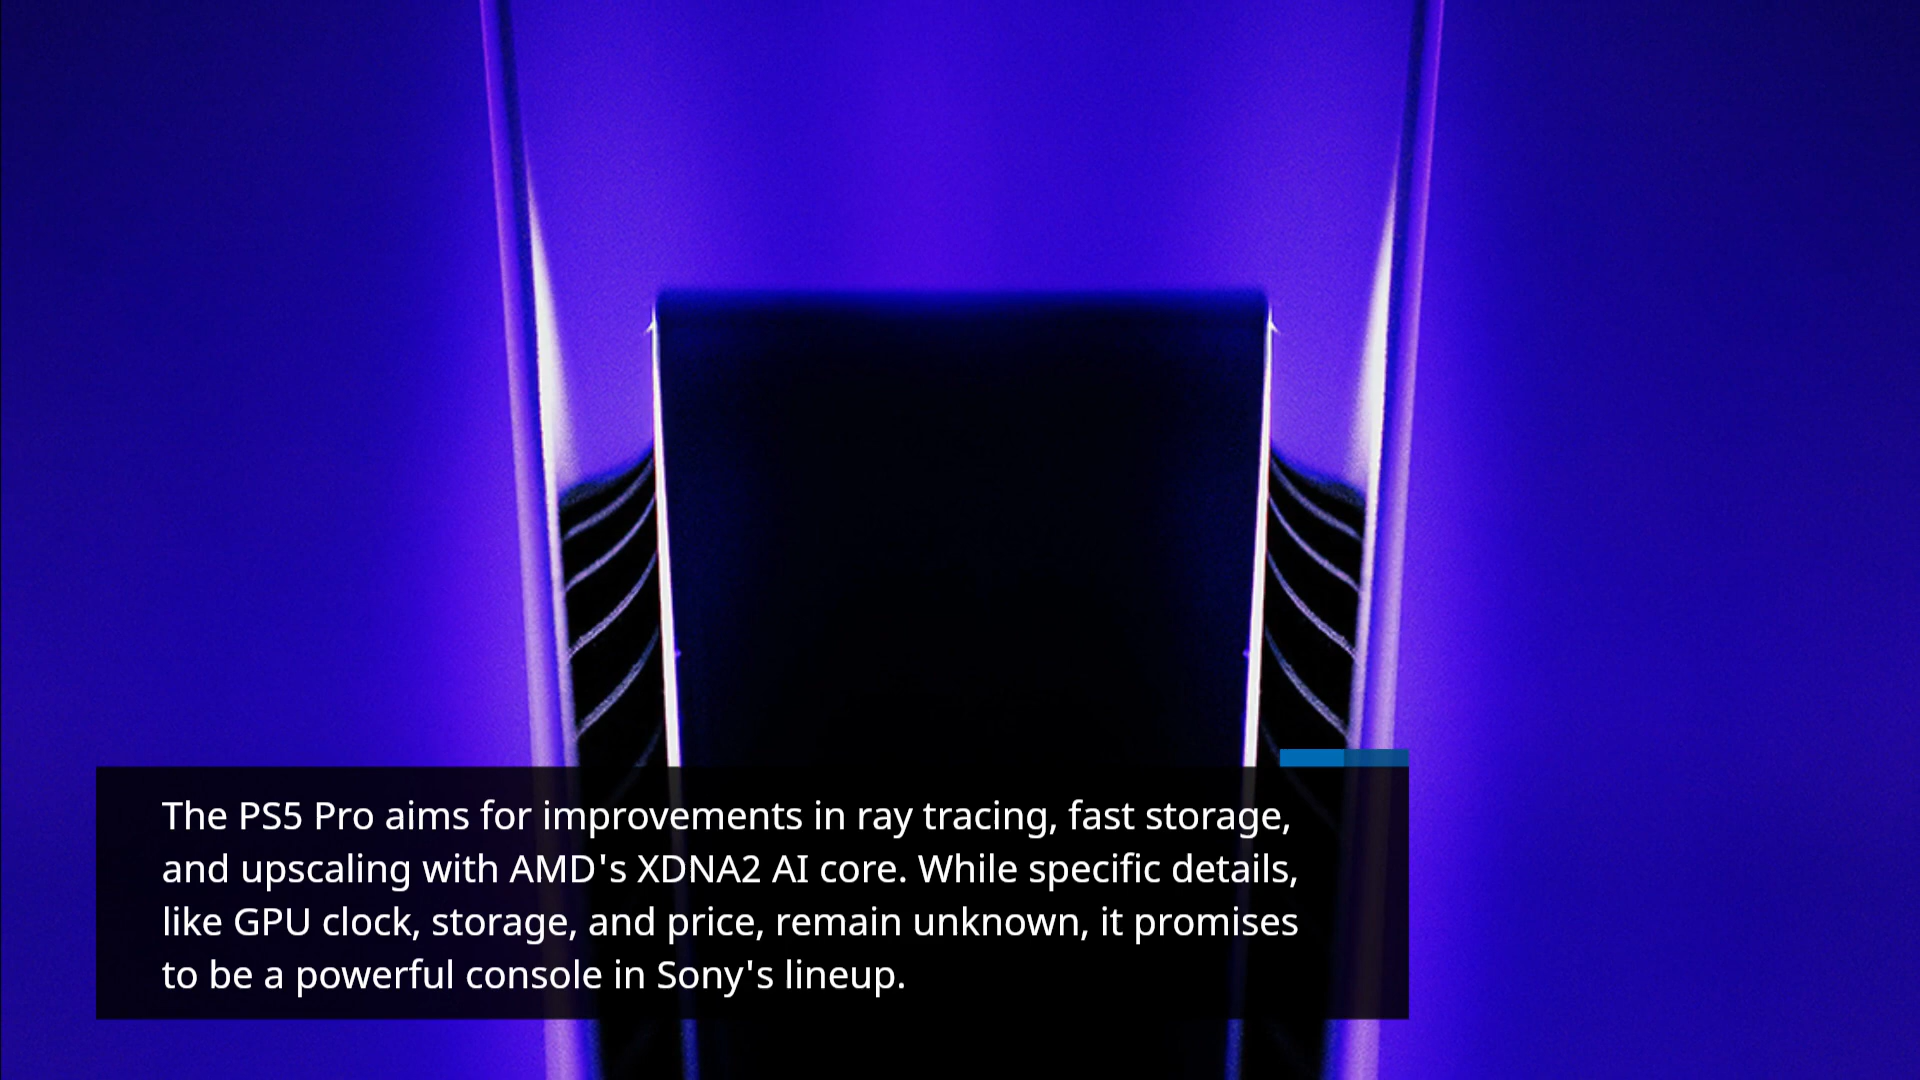 The PS5 Pro aims for improvements in ray tracing, fast storage,
and upscaling with AMD's XDNA2 AI core. While specific details,
like GPU clock, storage, and price, remain unknown, it promises
to be a powerful console in Sony's lineup.